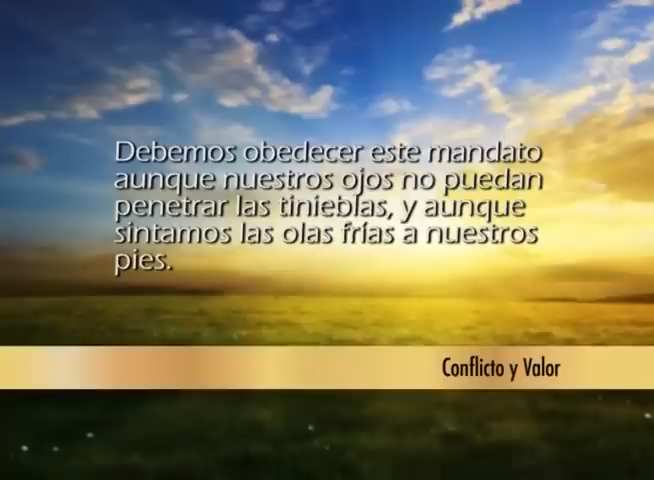 Debemos obedecer este mandato
aunque nuestros ojos no puedan
penetrar las tinieblas, y aunque
sintamos las olas frías a nuestros
pies.
Conflicto y Valor